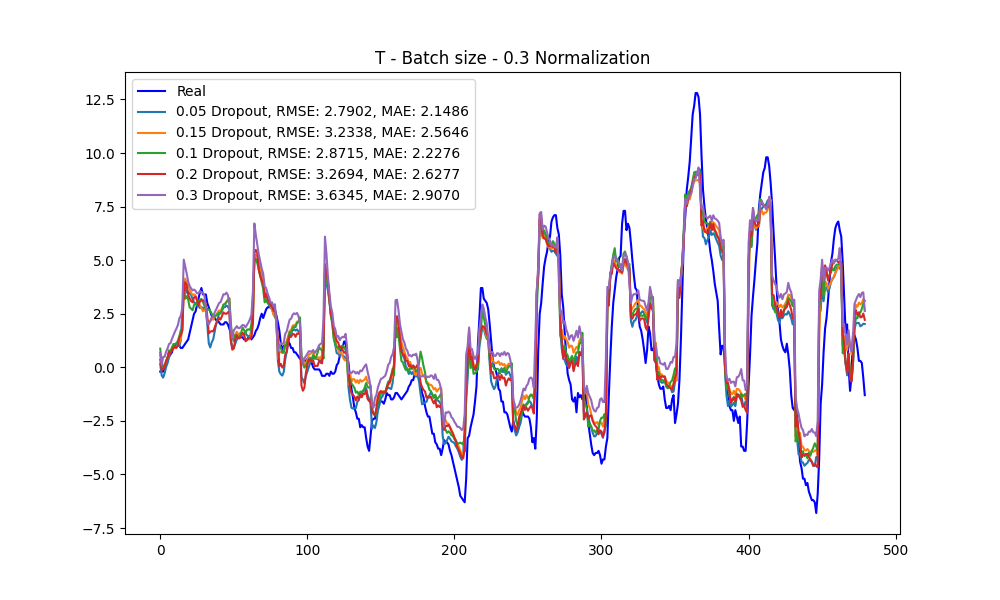 T - Batch size - 0.3 Normalization
Real
0.05 Dropout, RMSE: 2.7902, MAE: 2.1486
0.15 Dropout, RMSE: 3.2338, MAE: 2.5646
0.1 Dropout, RMSE: 2.8715, MAE: 2.2276
0.2 Dropout, RMSE: 3.2694, MAE: 2.6277
0.3 Dropout, RMSE: 3.6345, MAE: 2.9070
12.5
10.0
7.5
5.0
2.5
0.0
−2.5
−5.0
−7.5
0 100 200 300 400 500